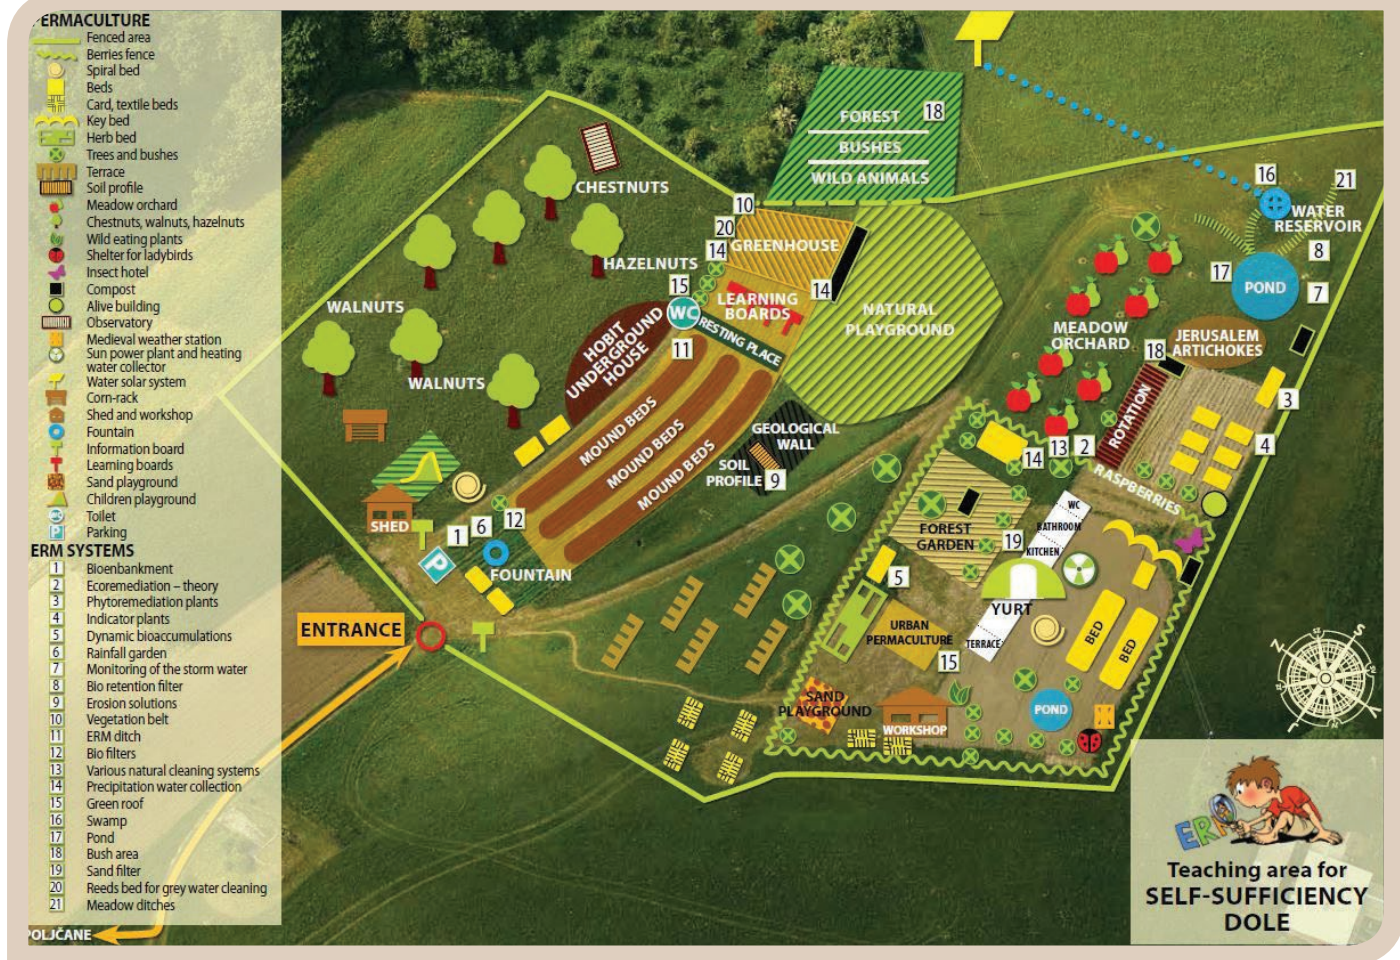 PERMACULTURE
Fenced area
Berries fence
Spiral bed
Beds
Card, textile beds
Key bed
Herb bed
Trees and bushes
Terrace
Soil profile
Meadow orchard
Chestnuts, walnuts, hazelnuts
Wild eating plants
Shelter for ladybirds
Insect hotel
Compost
Alive building
Observatory
Medieval weather station
Sun power plant and heating
water collector
Water solar system
Corn-rack
Shed and workshop
Fountain
Information board
Learning boards
Sand playground
Children playground
WC Toilet
P Parking
ERM SYSTEMS
1 Bioenbankment
2 Ecoremediation – theory
3 Phytoremediation plants
4 Indicator plants
5 Dynamic bioaccumulations
6 Rainfall garden
7 Monitoring of the storm water
8 Bio retention filter
9 Erosion solutions
10 Vegetation belt
11 ERM ditch
12 Bio filters
13 Various natural cleaning systems
14 Precipitation water collection
15 Green roof
16 Swamp
17 Pond
18 Bush area
19 Sand filter
20 Reeds bed for grey water cleaning
21 Meadow ditches
POLJČANE
FOREST
18
BUSHES
WILD ANIMALS
CHESTNUTS
10
20
14
GREENHOUSE
HAZELNUTS
15
14
WC
LEARNING
BOARDS
RESTING PLACE
NATURAL
PLAYGROUND
WALNUTS
WALNUTS
HOBIT
UNDERGROUND
HOUSE
11
MOUND BEDS
MOUND BEDS
MOUND BEDS
GEOLOGICAL
WALL
SOIL
PROFILE
9
16
21
WATER
RESERVOIR
8
17
POND
7
MEADOW
ORCHARD
JERUSALEM
ARTICHOKES
18
ROTATION
3
4
13
2
14
RASPBERRIES
SHED
1
6
12
P
FOUNTAIN
ENTRANCE
FOREST
GARDEN
19
WC
BATHROOM
KITCHEN
YURT
TERRACE
5
URBAN
PERMACULTURE
15
BED
BED
SAND
PLAYGROUND
WORKSHOP
POND
S
ERM
Teaching area for
SELF-SUFFICIENCY
DOLE